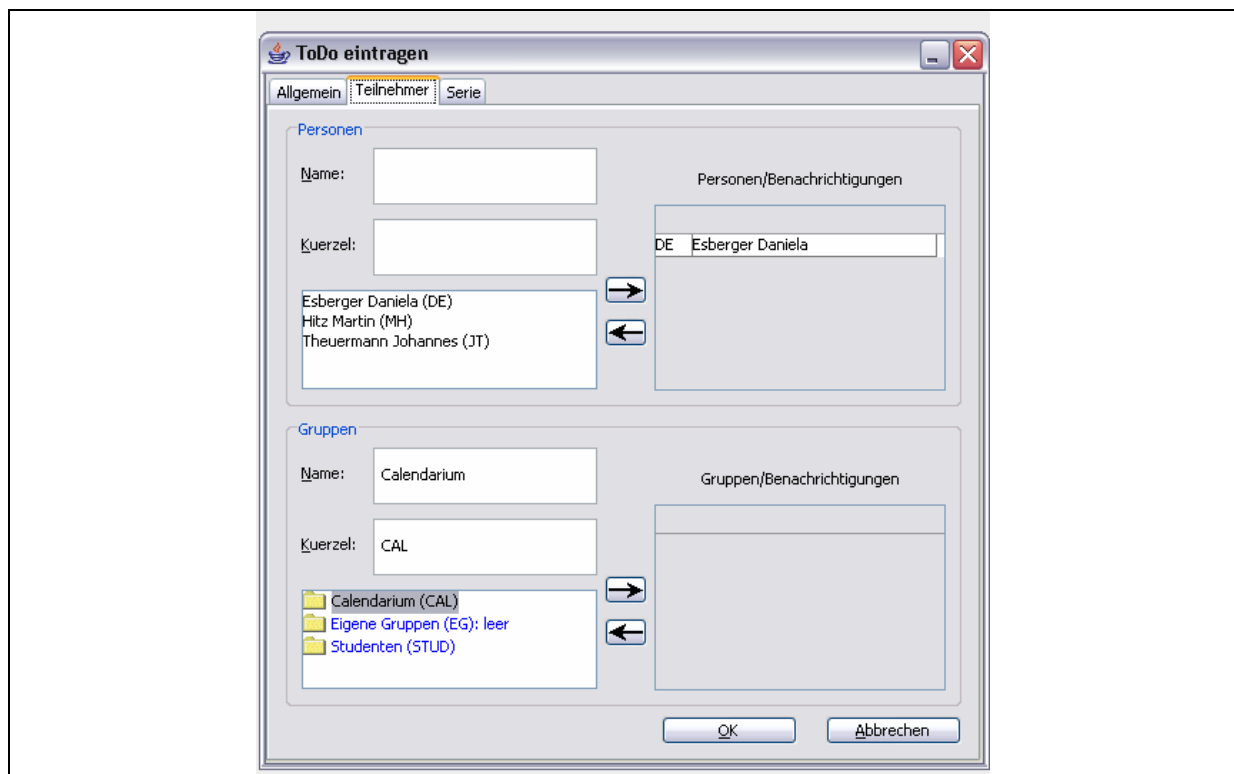 ToDo eintragen
Allgemein Teilnehmer Serie
Personen
Name:
Kuerzel:
Esberger Daniela (DE)
Hitz Martin (MH)
Theuermann Johannes (JT)
Personen/Benachrichtigungen
DE Esberger Daniela
Gruppen
Name: Calendarium
Kuerzel: CAL
Calendarium (CAL)
Eigene Gruppen (EG): leer
Studenten (STUD)
Gruppen/Benachrichtigungen
OK Abbrechen